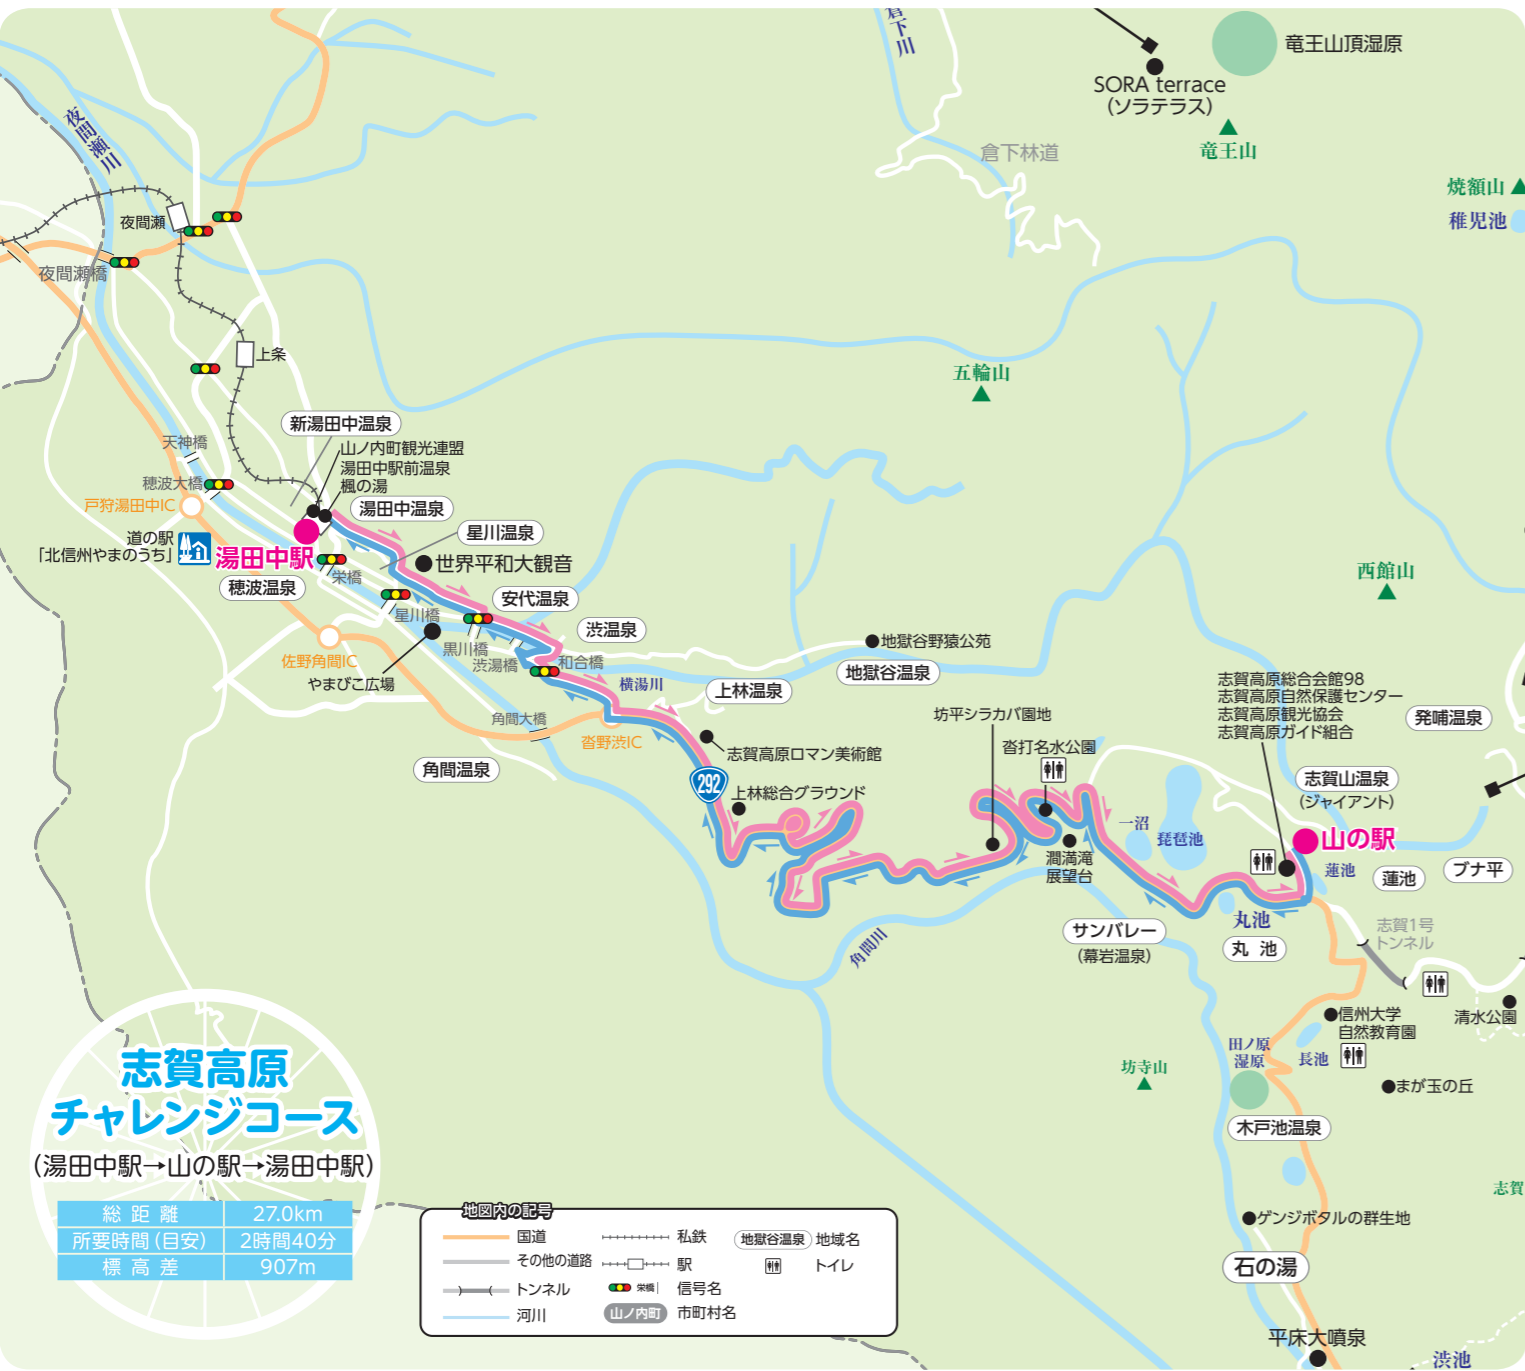 倉下川
竜王山頂湿原
SORA terrace
(ソラテラス)
竜王山
倉下林道
焼額山
稚児池
夜間瀬川
夜間瀬
夜間瀬橋
上条
五輪山
新湯田中温泉
山ノ内町観光連盟
湯田中駅前温泉
楓の湯
天神橋
穂波大橋
戸狩湯田中IC
湯田中温泉
道の駅
「北信州やまのうち」
湯田中駅
星川温泉
世界平和大観音
穂波温泉
栄橋
星川橋
安代温泉
渋温泉
佐野角間IC
黒川橋
渋湯橋
和合橋
やまびこ広場
横湯川
上林温泉
地獄谷野猿公苑
地獄谷温泉
西館山
角間大橋
沓野渋IC
角間温泉
志賀高原ロマン美術館
292
上林総合グラウンド
坊平シラカバ園地
沓打名水公園
志賀高原総合会館98
志賀高原自然保護センター
志賀高原観光協会
志賀高原ガイド組合
発哺温泉
志賀山温泉
(ジャイアント)
一沼
琵琶池
山の駅
澗満滝
展望台
蓮池
蓮池
ブナ平
角間川
サンバレー
(幕岩温泉)
丸池
丸 池
志賀1号
トンネル
信州大学
自然教育園
清水公園
田ノ原
湿原
長池
坊寺山
まが玉の丘
木戸池温泉
志賀
ゲンジボタルの群生地
石の湯
平床大噴泉
渋池
志賀高原
チャレンジコース
(湯田中駅→山の駅→湯田中駅)
総距離 27.0km
所要時間(目安) 2時間40分
標高差 907m
地図内の記号
国道
その他の道路
トンネル
河川
私鉄
駅
栄橋 信号名
山ノ内町 市町村名
地獄谷温泉 地域名
トイレ